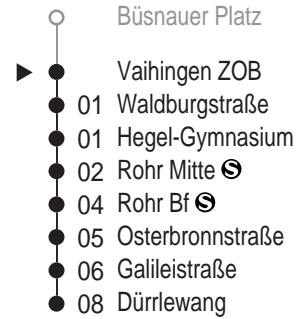 Büsnauer Platz
Vaihingen ZOB
01 Waldburgstraße
01 Hegel-Gymnasium
02 Rohr Mitte S
04 Rohr Bf S
05 Osterbronnstraße
06 Galileistraße
08 Dürrlewang